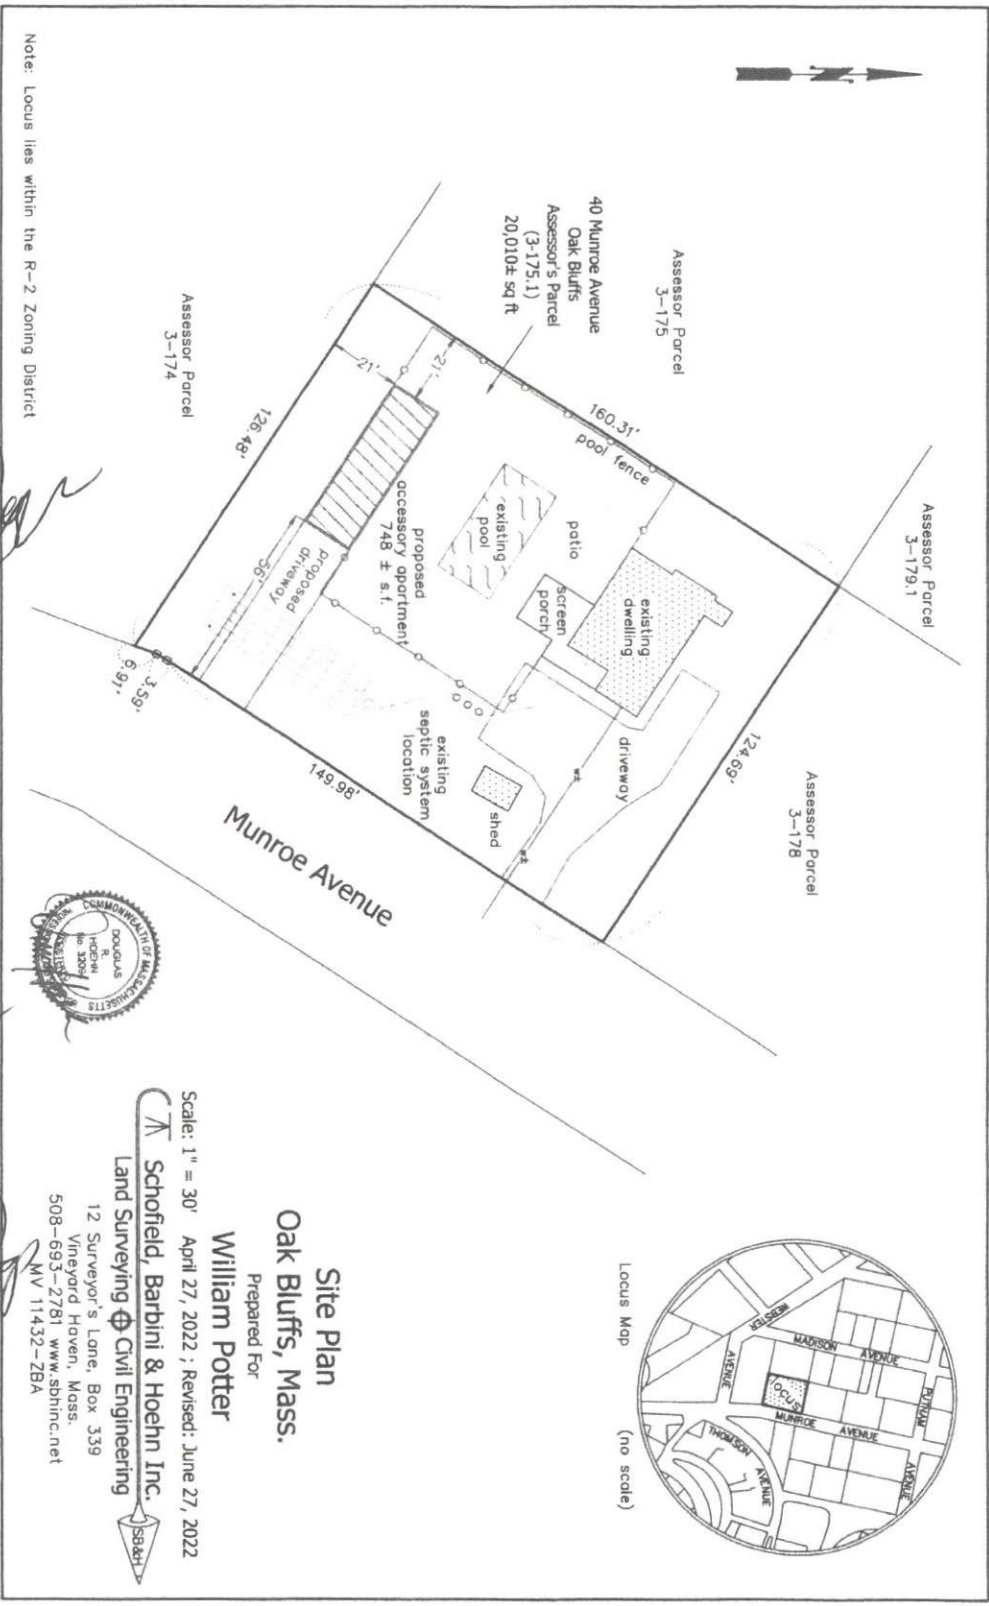 Note: Locus lies within the R-2 Zoning District
40 Munroe Avenue
Oak Bluffs
Assessor's Parcel
(3-175.1)
20,010± sq ft
Assessor Parcel
3-175
Assessor Parcel
3-179.1
Assessor Parcel
3-174
Assessor Parcel
3-178
160.31'
pool fence
124.69'
126.48'
149.98'
3.59'
6.91'
21'
21'
56'
existing
pool
patio
screen
porch
existing
dwelling
driveway
proposed
accessory apartment
748 ± s.f.
proposed
driveway
existing
septic system
location
shed
Munroe Avenue
COMMONWEALTH OF MASSACHUSETTS
DOUGLAS
R.
HOEHN
Locus Map
(no scale)
WEBSTER
AVENUE
MADISON AVENUE
PUTNAM
AVENUE
LOCUS
MUNROE AVENUE
THOMSON AVENUE
Site Plan
Oak Bluffs, Mass.
Prepared For
William Potter
Scale: 1" = 30' April 27, 2022 ; Revised: June 27, 2022
Schofield, Barbini & Hoehn Inc.
Land Surveying Civil Engineering
SB&H
12 Surveyor's Lane, Box 339
Vineyard Haven, Mass.
508-693-2781 www.sbhinc.net
MV 11432-ZBA